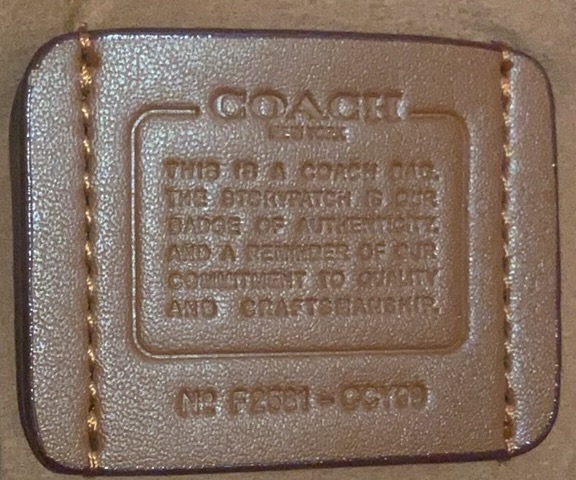 COACH
NEW YORK
THIS IS A COACH BAG.
THE STORYPATCH IS OUR
BADGE OF AUTHENTICITY,
AND A REMINDER OF OUR
COMMITMENT TO QUALITY
AND CRAFTSMANSHIP.
Nº